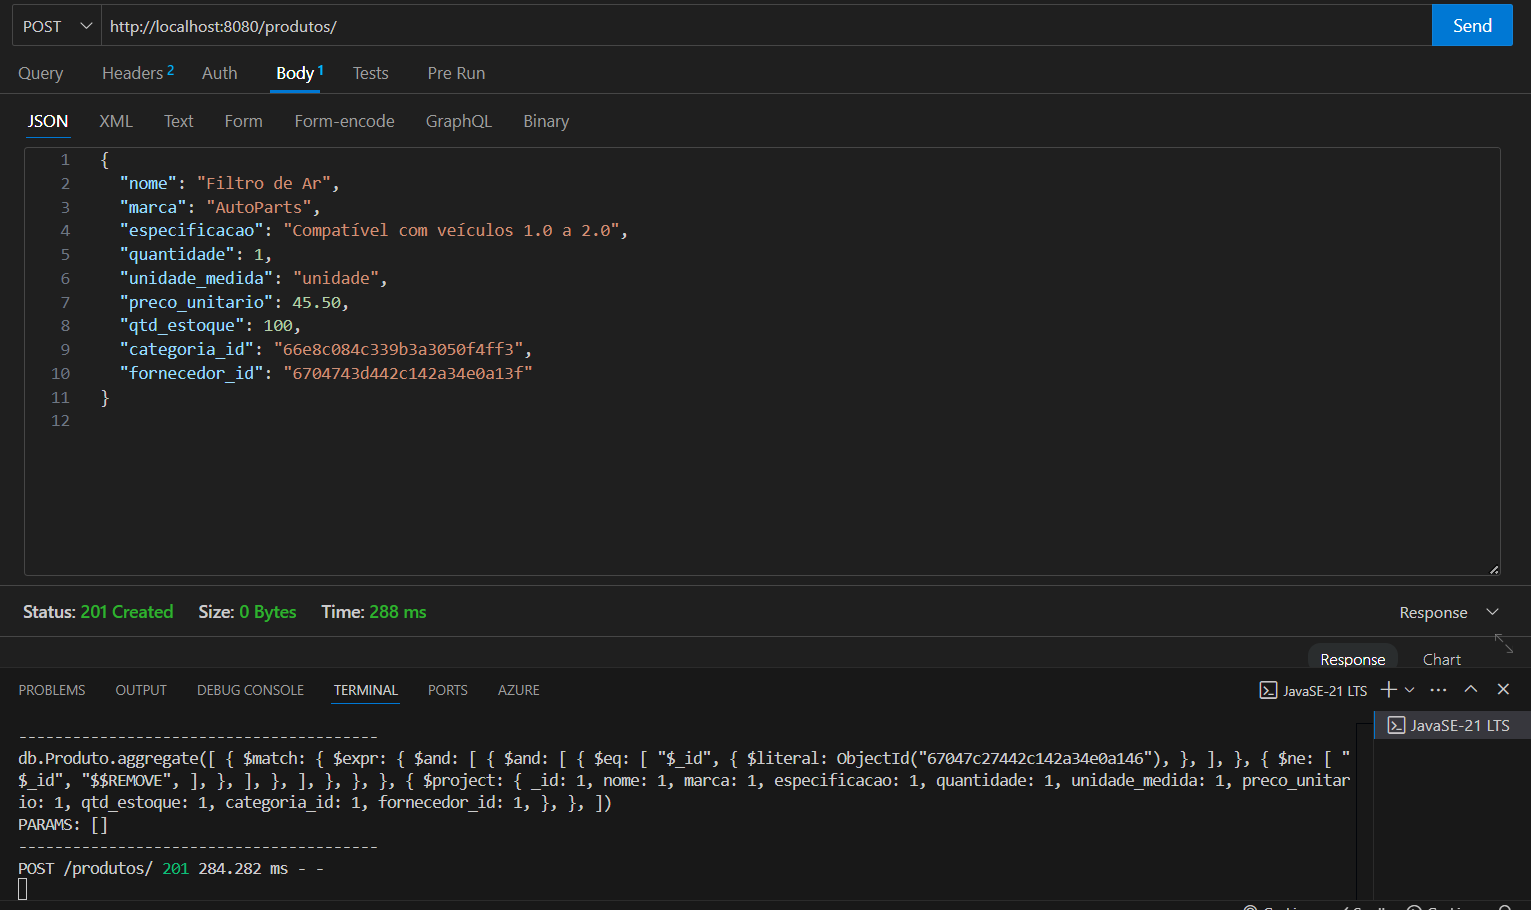 POST http://localhost:8080/produtos/ Send
Query Headers 2 Auth Body 1 Tests Pre Run
JSON XML Text Form Form-encode GraphQL Binary
1 {
2 "nome": "Filtro de Ar",
3 "marca": "AutoParts",
4 "especificacao": "Compatível com veículos 1.0 a 2.0",
5 "quantidade": 1,
6 "unidade_medida": "unidade",
7 "preco_unitario": 45.50,
8 "qtd_estoque": 100,
9 "categoria_id": "66e8c084c339b3a3050f4ff3",
10 "fornecedor_id": "6704743d442c142a34e0a13f"
11 }
12
Status: 201 Created Size: 0 Bytes Time: 288 ms Response
Response Chart
PROBLEMS OUTPUT DEBUG CONSOLE TERMINAL PORTS AZURE JavaSE-21 LTS
JavaSE-21 LTS
----------------------------------------
db.Produto.aggregate([ { $match: { $expr: { $and: [ { $and: [ { $eq: [ "$_id", { $literal: ObjectId("67047c27442c142a34e0a146"), }, ], }, { $ne: [ "
$_id", "$$REMOVE", ], }, ], }, ], }, }, }, { $project: { _id: 1, nome: 1, marca: 1, especificacao: 1, quantidade: 1, unidade_medida: 1, preco_unitar
io: 1, qtd_estoque: 1, categoria_id: 1, fornecedor_id: 1, }, }, ])
PARAMS: []
----------------------------------------
POST /produtos/ 201 284.282 ms - -